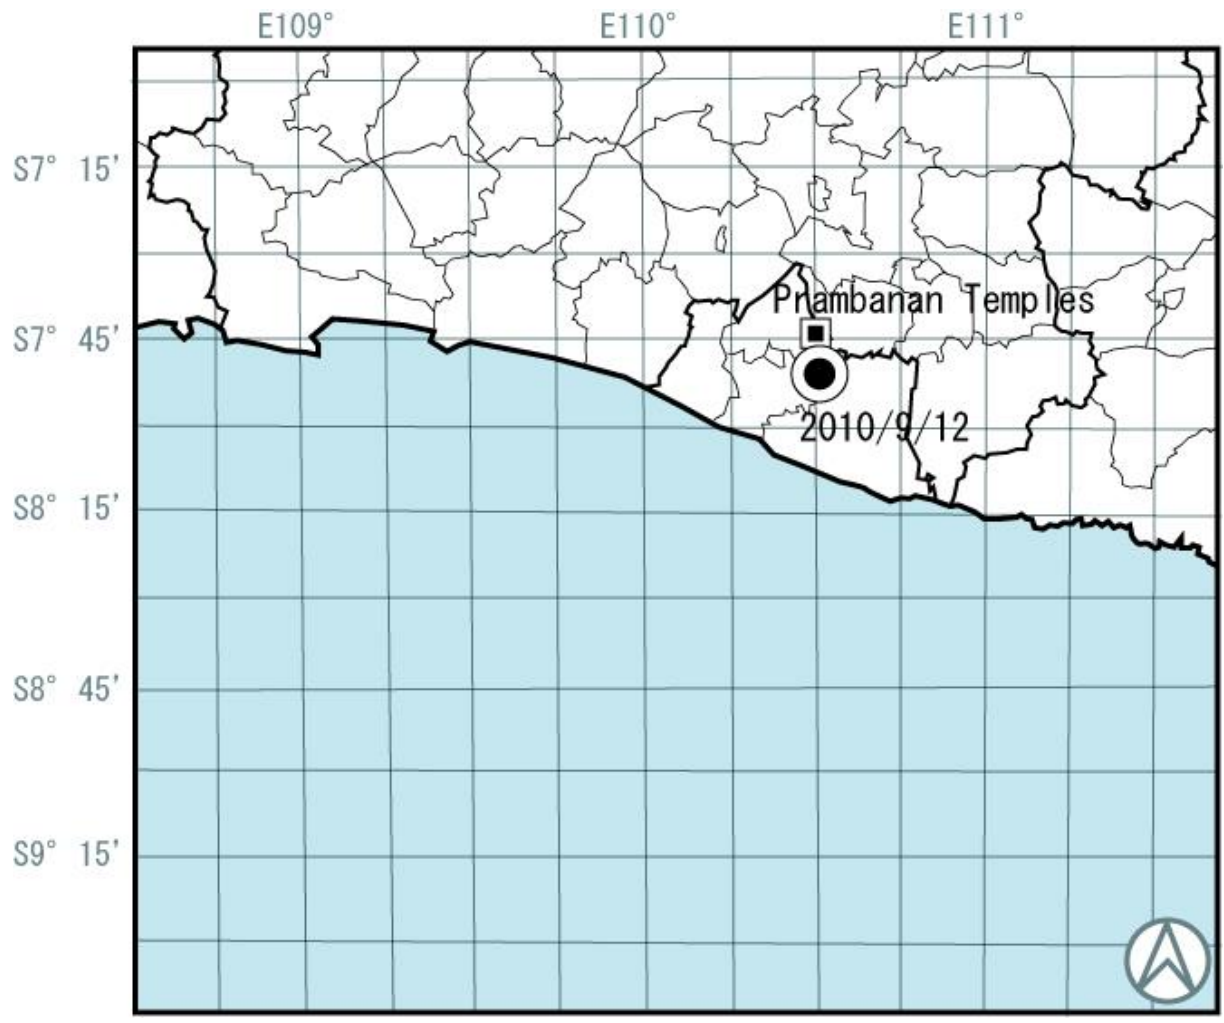 E109° E110° E111°
S7° 15'
Prambanan Temples
S7° 45'
2010/9/12
S8° 15'
S8° 45'
S9° 15'